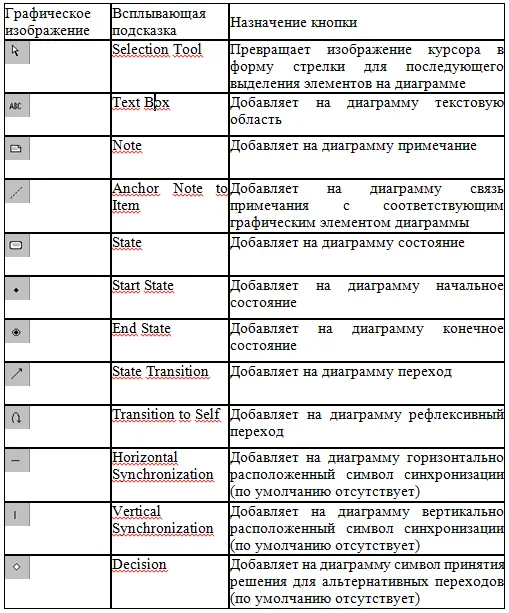 Графическое
изображение
Всплывающая
подсказка
Назначение кнопки
Selection Tool
Превращает изображение курсора в
форму стрелки для последующего
выделения элементов на диаграмме
ABC
Text Box
Добавляет на диаграмму текстовую
область
Note
Добавляет на диаграмму примечание
Anchor Note to
Item
Добавляет на диаграмму связь
примечания с соответствующим
графическим элементом диаграммы
State
Добавляет на диаграмму состояние
Start State
Добавляет на диаграмму начальное
состояние
End State
Добавляет на диаграмму конечное
состояние
State Transition
Добавляет на диаграмму переход
Transition to Self
Добавляет на диаграмму рефлексивный
переход
Horizontal
Synchronization
Добавляет на диаграмму горизонтально
расположенный символ синхронизации
(по умолчанию отсутствует)
Vertical
Synchronization
Добавляет на диаграмму вертикально
расположенный символ синхронизации
(по умолчанию отсутствует)
Decision
Добавляет на диаграмму символ принятия
решения для альтернативных переходов
(по умолчанию отсутствует)